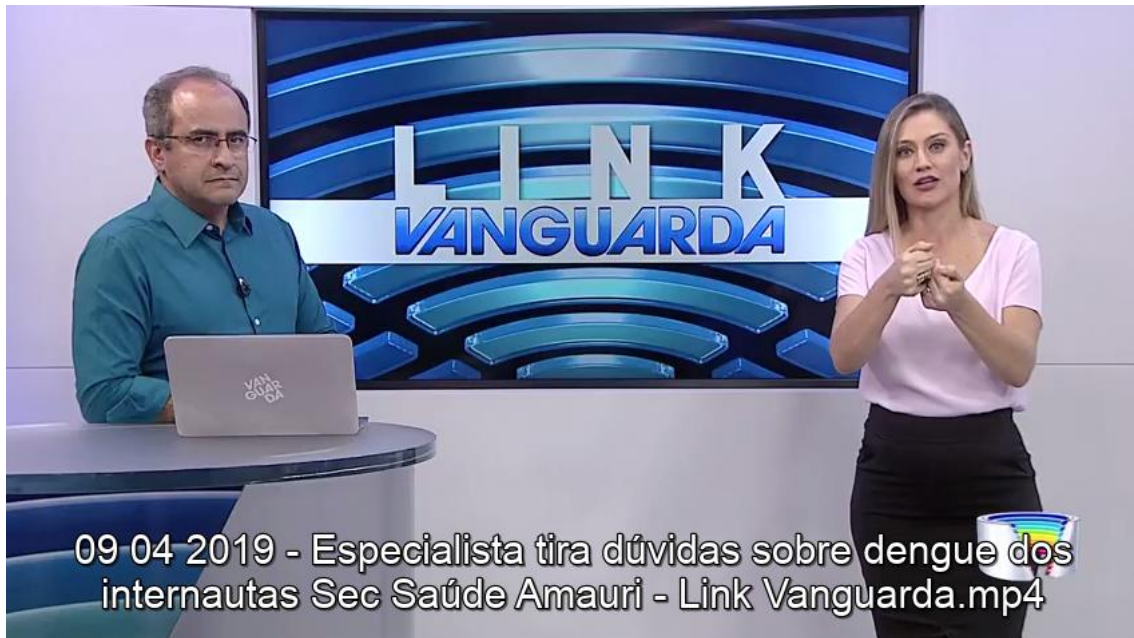 LINK
VANGUARDA
VAN
GUAR
DA
09 04 2019 - Especialista tira dúvidas sobre dengue dos
internautas Sec Saúde Amauri - Link Vanguarda.mp4